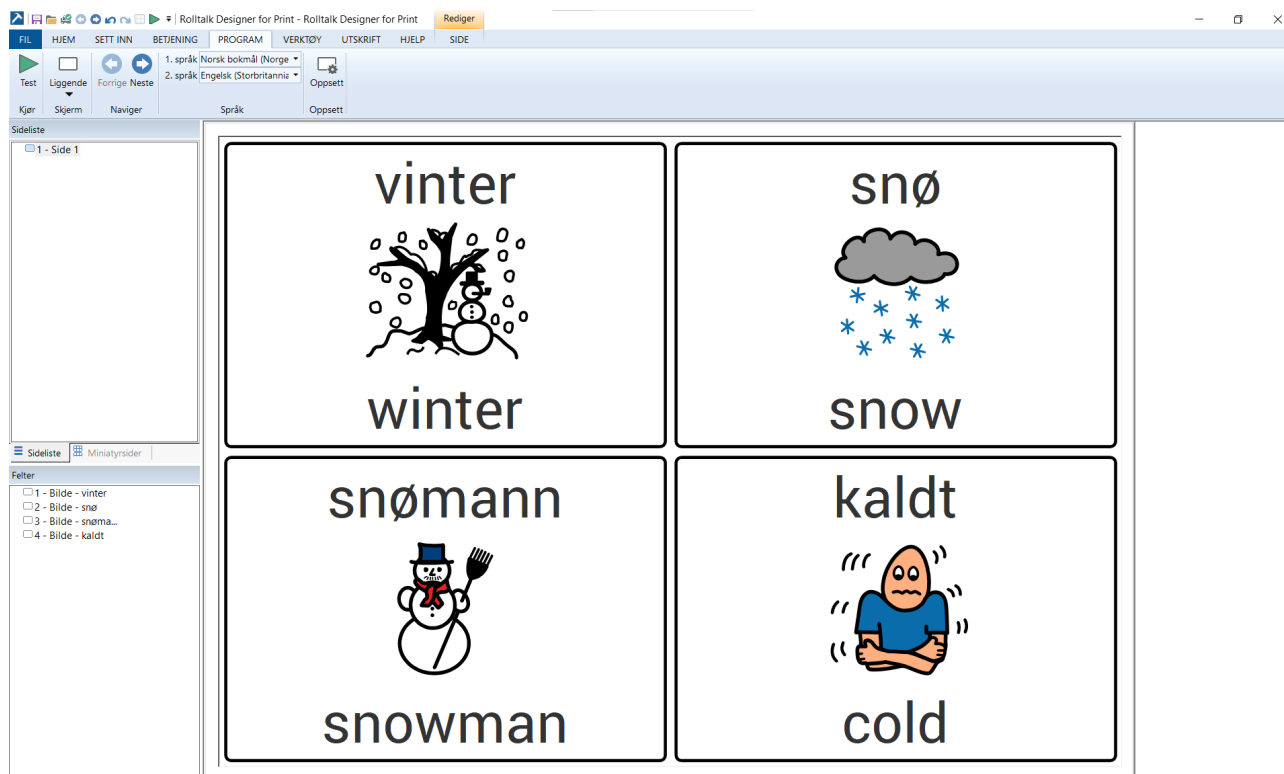 Rolltalk Designer for Print - Rolltalk Designer for Print
Rediger
FIL HJEM SETT INN BETJENING PROGRAM VERKTØY UTSKRIFT HJELP SIDE
1. språk Norsk bokmål (Norge
2. språk Engelsk (Storbritannia
Test Liggende Forrige Neste Oppsett
Kjør Skjerm Naviger Språk Oppsett
Sideliste
1 - Side 1
Sideliste Miniatyrsider
Felter
1 - Bilde - vinter
2 - Bilde - snø
3 - Bilde - snøma...
4 - Bilde - kaldt
vinter
winter
snø
snow
snømann
snowman
kaldt
cold